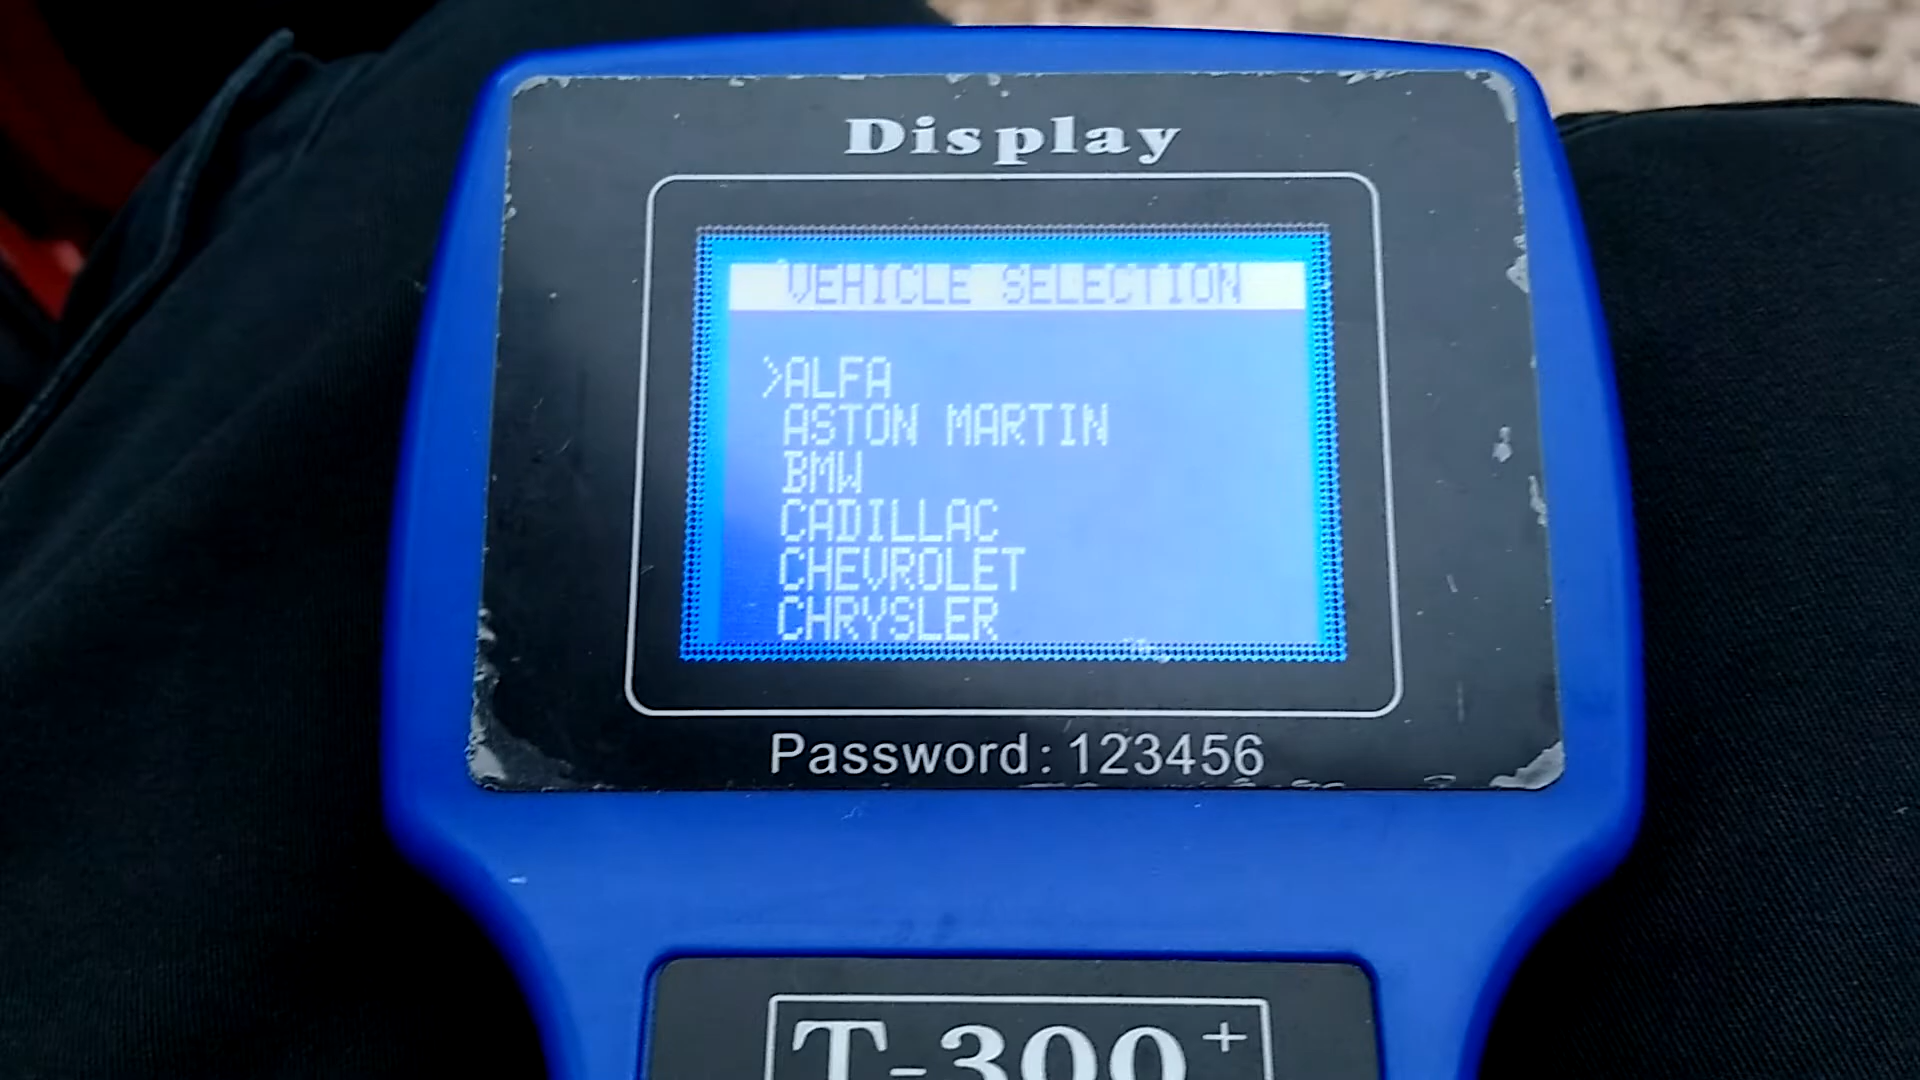 Display
VEHICLE SELECTION
>ALFA
ASTON MARTIN
BMW
CADILLAC
CHEVROLET
CHRYSLER
Password: 123456
T-300+